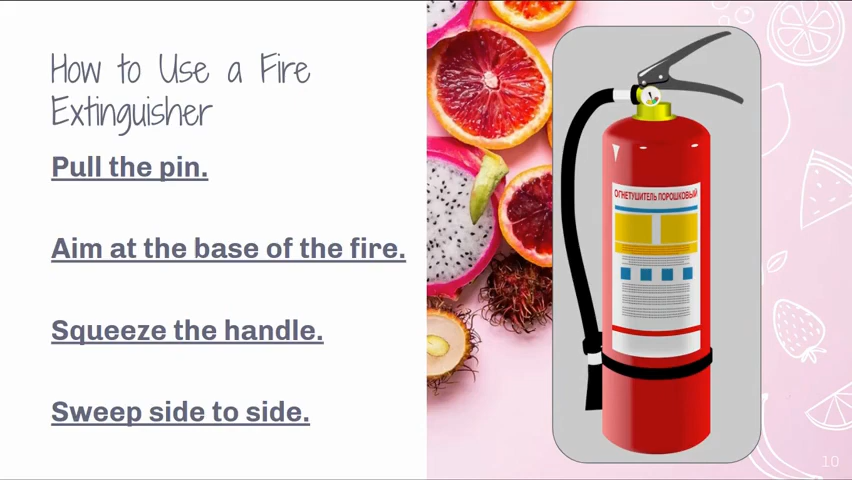 How to Use a Fire
Extinguisher
Pull the pin.
Aim at the base of the fire.
Squeeze the handle.
Sweep side to side.
ОГНЕТУШИТЕЛЬ ПОРОШКОВЫЙ
10